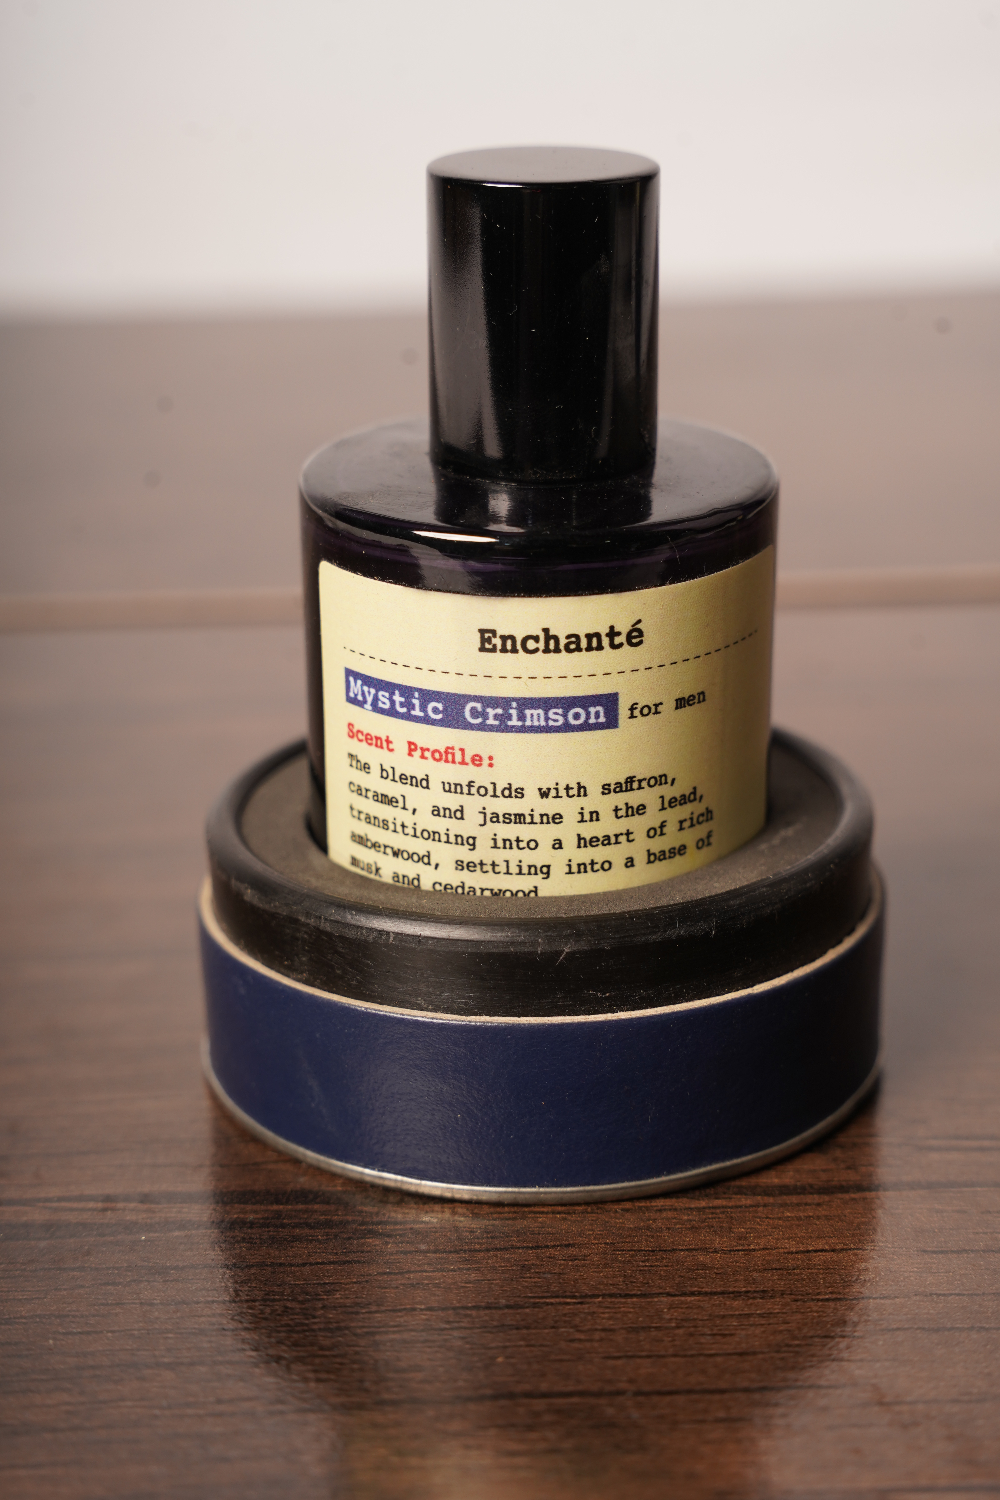 Enchanté
Mystic Crimson for men
Scent Profile:
The blend unfolds with saffron,
caramel, and jasmine in the lead,
transitioning into a heart of rich
amberwood, settling into a base of
musk and cedarwood